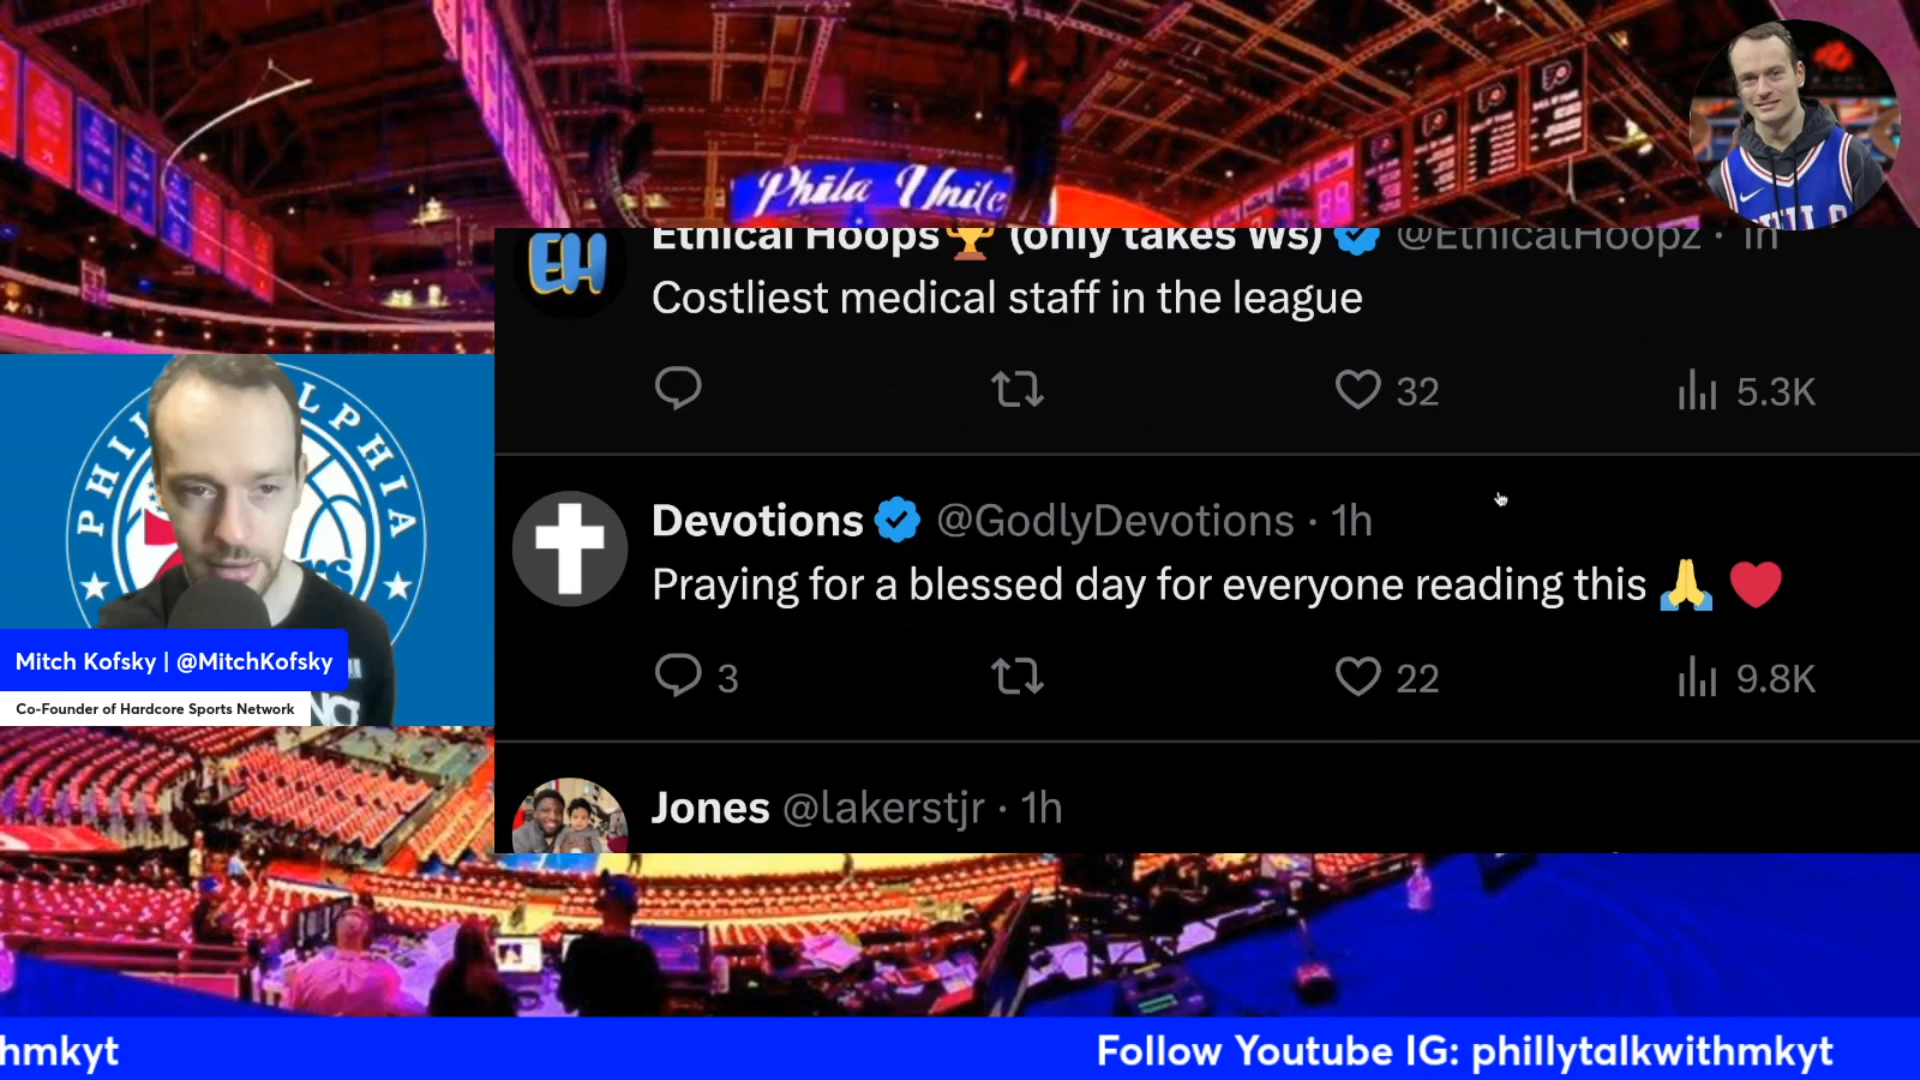 Phila Unite
Ethical Hoops🏆 (only takes Ws) @EthicalHoopz · 1h
EH
Costliest medical staff in the league
32 5.3K
Devotions @GodlyDevotions · 1h
Praying for a blessed day for everyone reading this 🙏 ❤️
3 22 9.8K
Jones @lakerstjr · 1h
Mitch Kofsky | @MitchKofsky
Co-Founder of Hardcore Sports Network
hmkyt
Follow Youtube IG: phillytalkwithmkyt